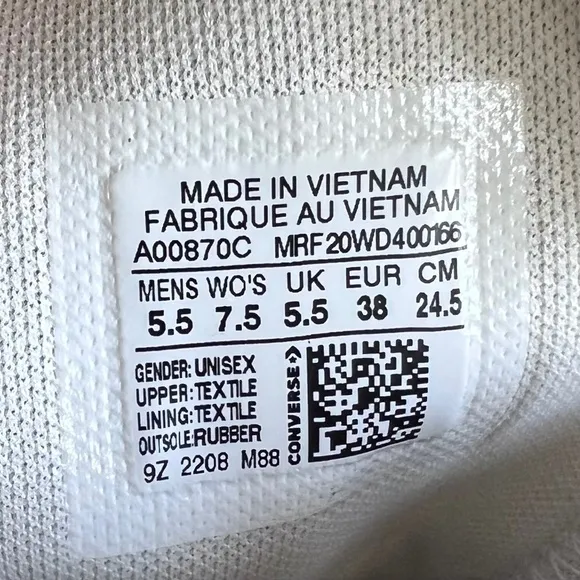 MADE IN VIETNAM
FABRIQUE AU VIETNAM
A00870C MRF20WD400166
MENS WO'S UK EUR CM
5.5 7.5 5.5 38 24.5
GENDER: UNISEX
UPPER: TEXTILE
LINING: TEXTILE
OUTSOLE: RUBBER
9Z 2208 M88
CONVERSE